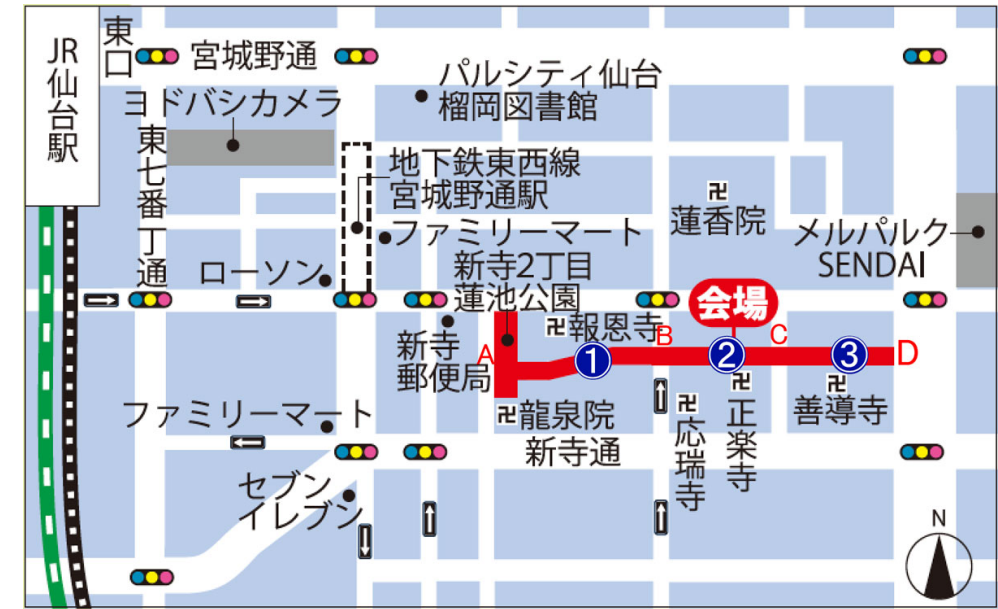 JR仙台駅
東口
宮城野通
ヨドバシカメラ
東七番丁通
パルシティ仙台
榴岡図書館
地下鉄東西線
宮城野通駅
ファミリーマート
蓮香院
メルパルク
SENDAI
ローソン
新寺2丁目
蓮池公園
会場
新寺
郵便局
A
卍報恩寺
B
C
D
1
2
3
卍
卍
卍
卍
善導寺
正楽寺
応瑞寺
卍龍泉院
新寺通
ファミリーマート
セブン
イレブン
N